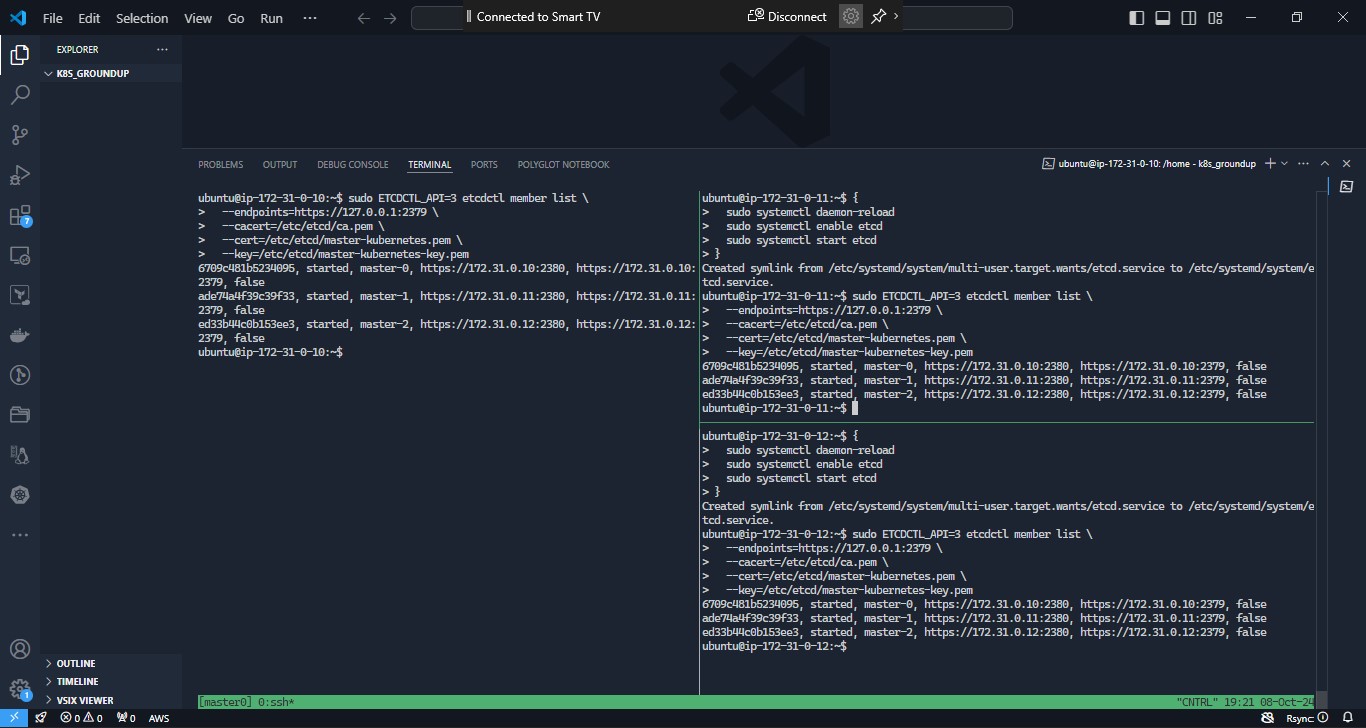 File Edit Selection View Go Run ···
Connected to Smart TV
Disconnect
EXPLORER
K8S_GROUNDUP
PROBLEMS OUTPUT DEBUG CONSOLE TERMINAL PORTS POLYGLOT NOTEBOOK
ubuntu@ip-172-31-0-10: /home - k8s_groundup
ubuntu@ip-172-31-0-10:~$ sudo ETCDCTL_API=3 etcdctl member list \
>   --endpoints=https://127.0.0.1:2379 \
>   --cacert=/etc/etcd/ca.pem \
>   --cert=/etc/etcd/master-kubernetes.pem \
>   --key=/etc/etcd/master-kubernetes-key.pem
6709c481b5234095, started, master-0, https://172.31.0.10:2380, https://172.31.0.10:
2379, false
ade74a4f39c39f33, started, master-1, https://172.31.0.11:2380, https://172.31.0.11:
2379, false
ed33b44c0b153ee3, started, master-2, https://172.31.0.12:2380, https://172.31.0.12:
2379, false
ubuntu@ip-172-31-0-10:~$
ubuntu@ip-172-31-0-11:~$ {
>   sudo systemctl daemon-reload
>   sudo systemctl enable etcd
>   sudo systemctl start etcd
> }
Created symlink from /etc/systemd/system/multi-user.target.wants/etcd.service to /etc/systemd/system/e
tcd.service.
ubuntu@ip-172-31-0-11:~$ sudo ETCDCTL_API=3 etcdctl member list \
>   --endpoints=https://127.0.0.1:2379 \
>   --cacert=/etc/etcd/ca.pem \
>   --cert=/etc/etcd/master-kubernetes.pem \
>   --key=/etc/etcd/master-kubernetes-key.pem
6709c481b5234095, started, master-0, https://172.31.0.10:2380, https://172.31.0.10:2379, false
ade74a4f39c39f33, started, master-1, https://172.31.0.11:2380, https://172.31.0.11:2379, false
ed33b44c0b153ee3, started, master-2, https://172.31.0.12:2380, https://172.31.0.12:2379, false
ubuntu@ip-172-31-0-11:~$
ubuntu@ip-172-31-0-12:~$ {
>   sudo systemctl daemon-reload
>   sudo systemctl enable etcd
>   sudo systemctl start etcd
> }
Created symlink from /etc/systemd/system/multi-user.target.wants/etcd.service to /etc/systemd/system/e
tcd.service.
ubuntu@ip-172-31-0-12:~$ sudo ETCDCTL_API=3 etcdctl member list \
>   --endpoints=https://127.0.0.1:2379 \
>   --cacert=/etc/etcd/ca.pem \
>   --cert=/etc/etcd/master-kubernetes.pem \
>   --key=/etc/etcd/master-kubernetes-key.pem
6709c481b5234095, started, master-0, https://172.31.0.10:2380, https://172.31.0.10:2379, false
ade74a4f39c39f33, started, master-1, https://172.31.0.11:2380, https://172.31.0.11:2379, false
ed33b44c0b153ee3, started, master-2, https://172.31.0.12:2380, https://172.31.0.12:2379, false
ubuntu@ip-172-31-0-12:~$
7
OUTLINE
TIMELINE
VSIX VIEWER
1
[master0] 0:ssh* "CNTRL" 19:21 08-Oct-24
0 0 0 AWS Rsync: